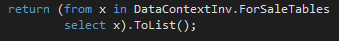 return (from x in DataContextInv.ForSaleTables
select x).ToList();